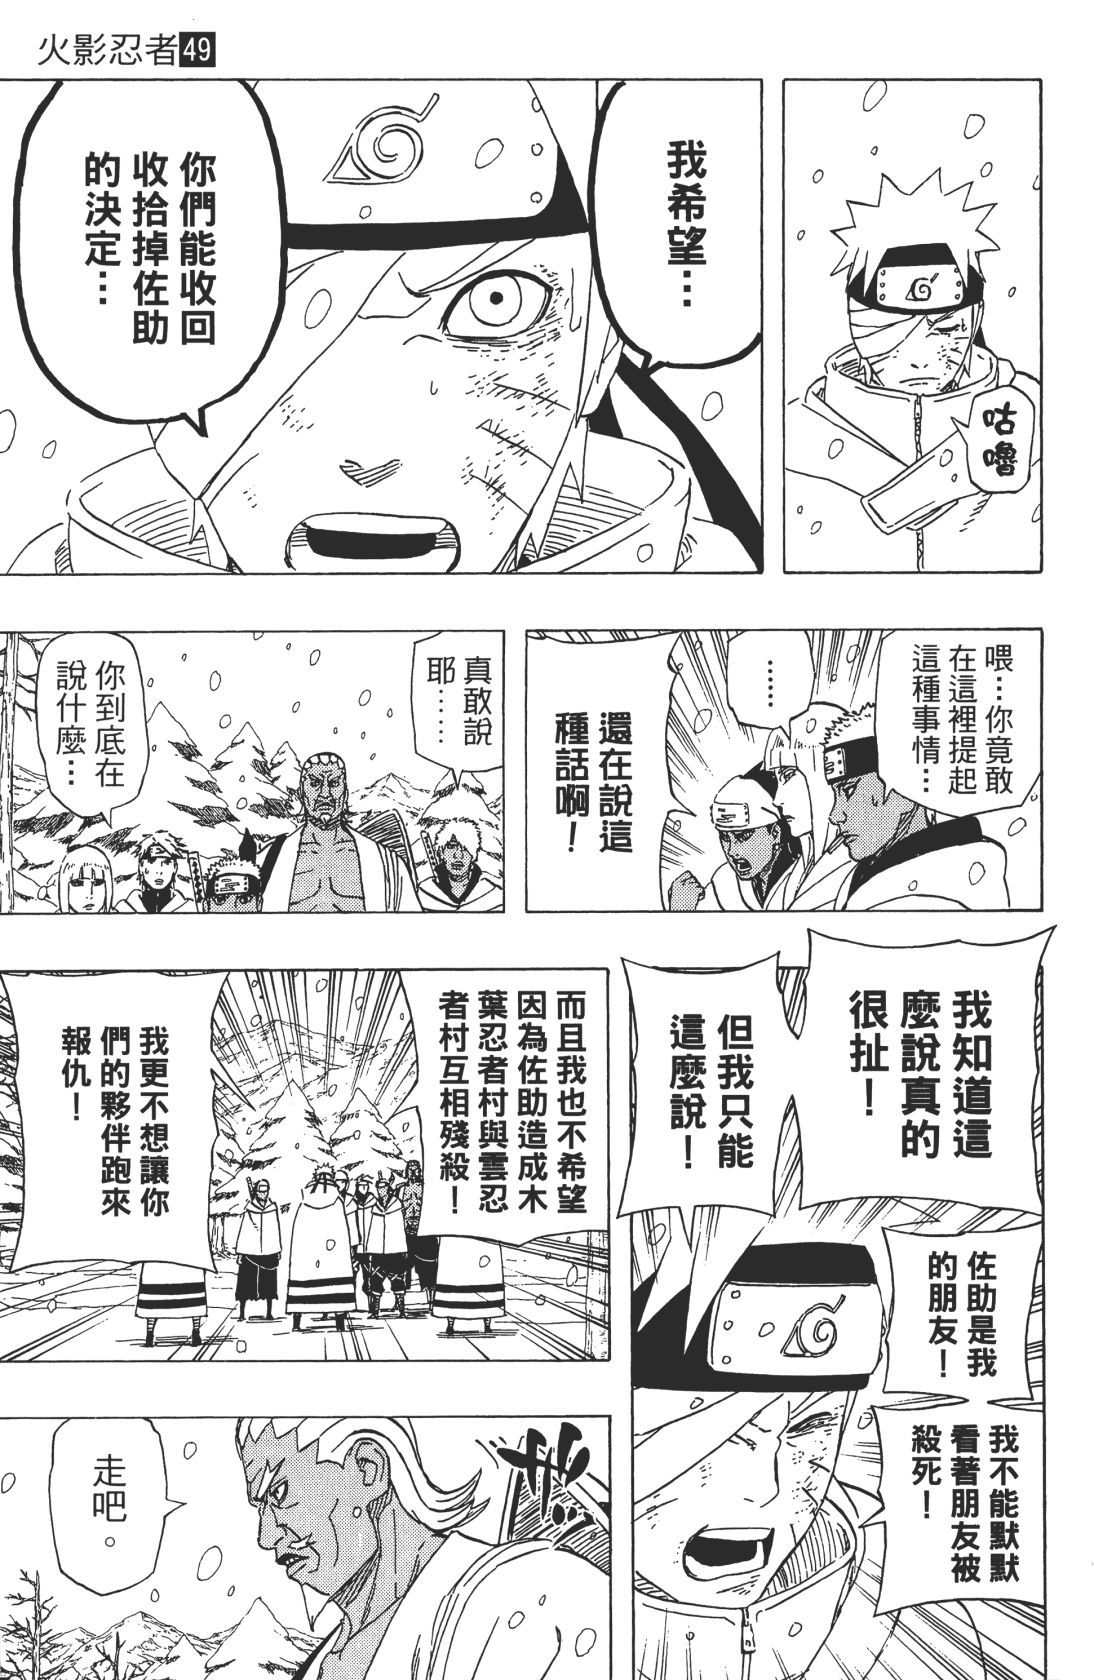 火影忍者49
咕嚕
我希望…
你們能收回
收拾掉佐助
的決定…
喂…你竟敢
在這裡提起
這種事情…
……
還在說這
種話啊！
真敢說
耶……
你到底在
說什麼…
我知道這
麼說真的
很扯！
但我只能
這麼說！
佐助是我
的朋友！
我不能默默
看著朋友被
殺死！
而且我也不希望
因為佐助造成木
葉忍者村與雲忍
者村互相殘殺！
我更不想讓你
們的夥伴跑來
報仇！
ザッ
走吧。